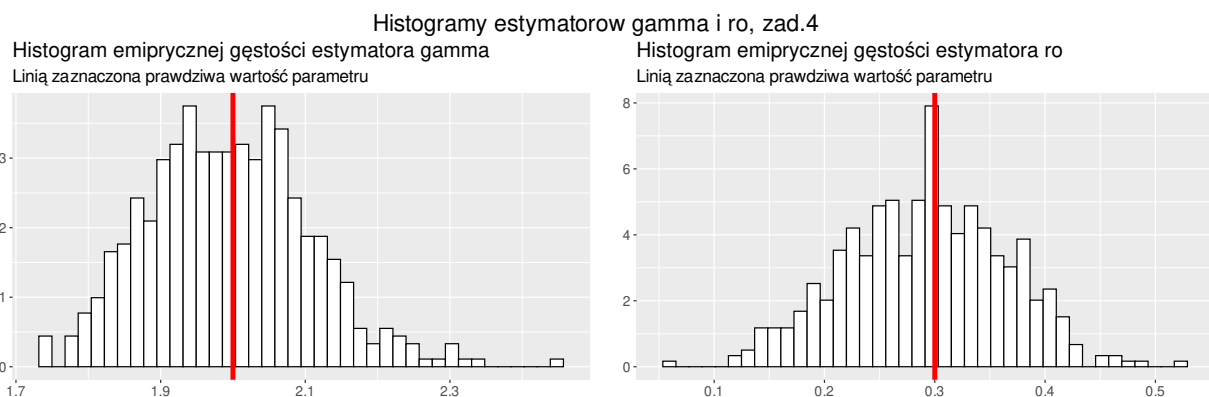 Histogramy estymatorow gamma i ro, zad.4
Histogram emiprycznej gęstości estymatora gamma
Linią zaznaczona prawdziwa wartość parametru
3
2
1
0
1.7 1.9 2.1 2.3
Histogram emiprycznej gęstości estymatora ro
Linią zaznaczona prawdziwa wartość parametru
8
6
4
2
0
0.1 0.2 0.3 0.4 0.5